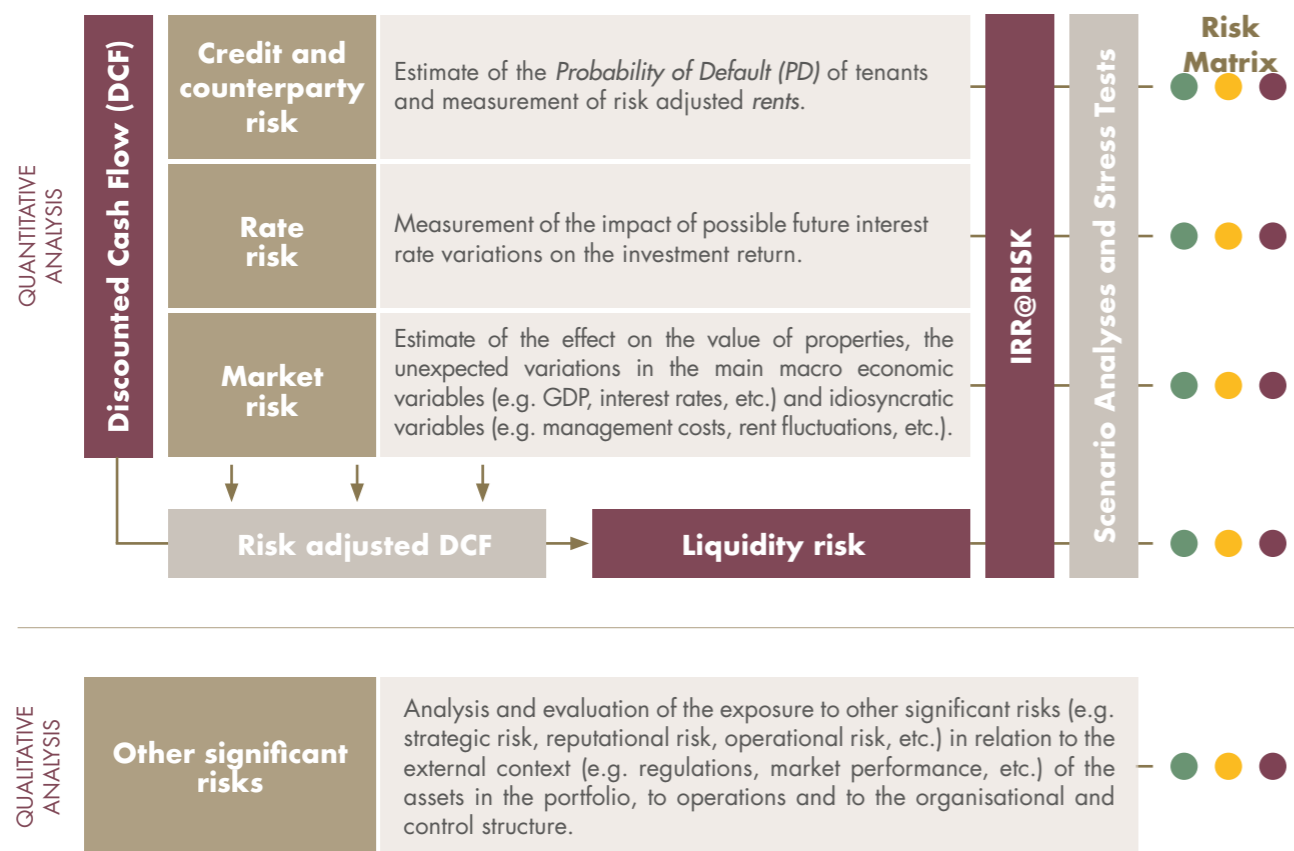 QUANTITATIVE
ANALYSIS
Discounted Cash Flow (DCF)
Credit and
counterparty
risk
Estimate of the Probability of Default (PD) of tenants
and measurement of risk adjusted rents.
Rate
risk
Measurement of the impact of possible future interest
rate variations on the investment return.
Market
risk
Estimate of the effect on the value of properties, the
unexpected variations in the main macro economic
variables (e.g. GDP, interest rates, etc.) and idiosyncratic
variables (e.g. management costs, rent fluctuations, etc.).
Risk adjusted DCF
Liquidity risk
IRR@RISK
Scenario Analyses and Stress Tests
Risk
Matrix
QUALITATIVE
ANALYSIS
Other significant
risks
Analysis and evaluation of the exposure to other significant risks (e.g.
strategic risk, reputational risk, operational risk, etc.) in relation to the
external context (e.g. regulations, market performance, etc.) of the
assets in the portfolio, to operations and to the organisational and
control structure.